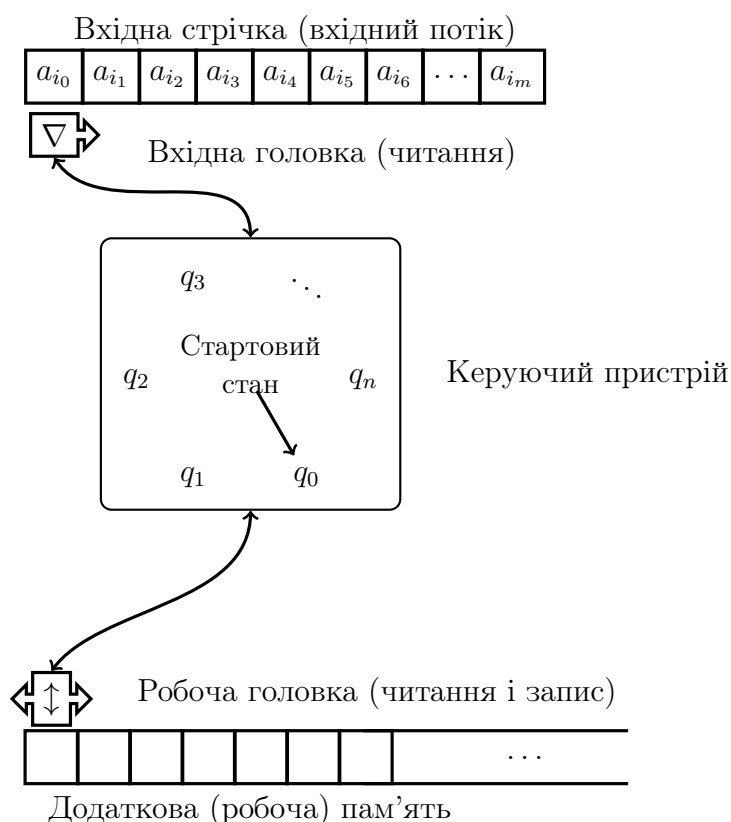 Вхідна стрічка (вхідний потік)
a_{i_0} a_{i_1} a_{i_2} a_{i_3} a_{i_4} a_{i_5} a_{i_6} ⋯ a_{i_m}
∇
Вхідна головка (читання)
q_3 ⋱
Стартовий
стан
q_2 q_n
Керуючий пристрій
q_1 q_0
↕
Робоча головка (читання і запис)
⋯
Додаткова (робоча) пам'ять